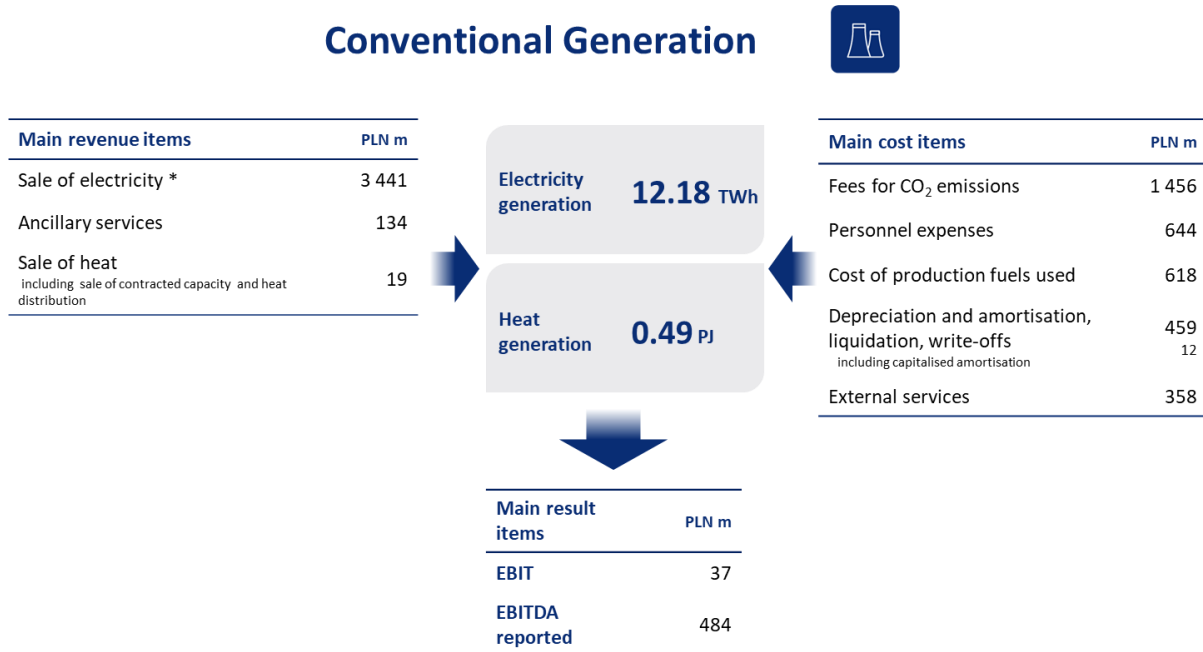 Conventional Generation
Main revenue items PLN m
Sale of electricity * 3 441
Ancillary services 134
Sale of heat
including sale of contracted capacity and heat
distribution
19
Electricity
generation
12.18 TWh
Heat
generation
0.49 PJ
Main cost items PLN m
Fees for CO₂ emissions 1 456
Personnel expenses 644
Cost of production fuels used 618
Depreciation and amortisation,
liquidation, write-offs 459
including capitalised amortisation 12
External services 358
Main result
items
PLN m
EBIT 37
EBITDA
reported
484